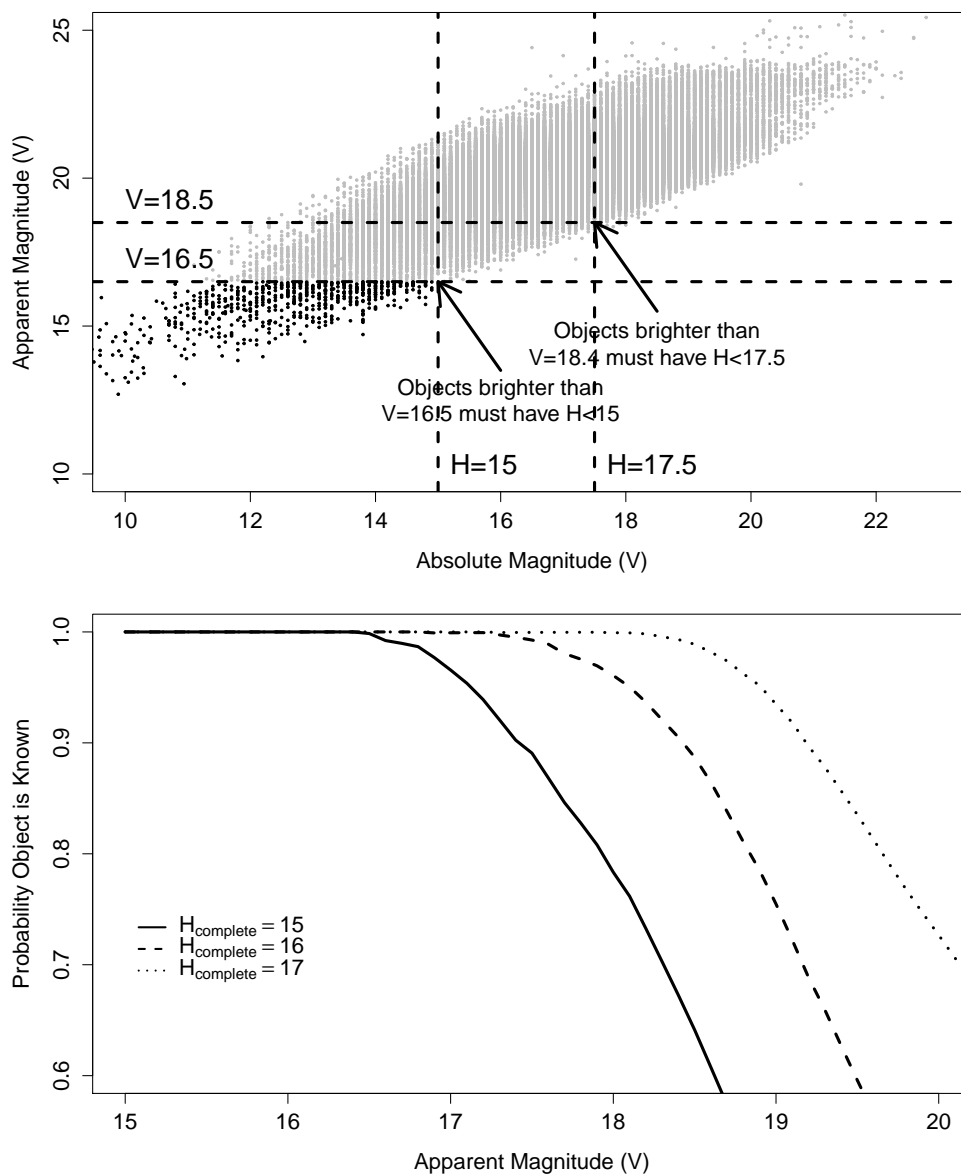 25
20
15
10
Apparent Magnitude (V)
V=18.5
V=16.5
Objects brighter than
V=18.4 must have H<17.5
Objects brighter than
V=16.5 must have H<15
H=15
H=17.5
10 12 14 16 18 20 22
Absolute Magnitude (V)
1.0
0.9
0.8
0.7
0.6
Probability Object is Known
Hcomplete = 15
Hcomplete = 16
Hcomplete = 17
15 16 17 18 19 20
Apparent Magnitude (V)